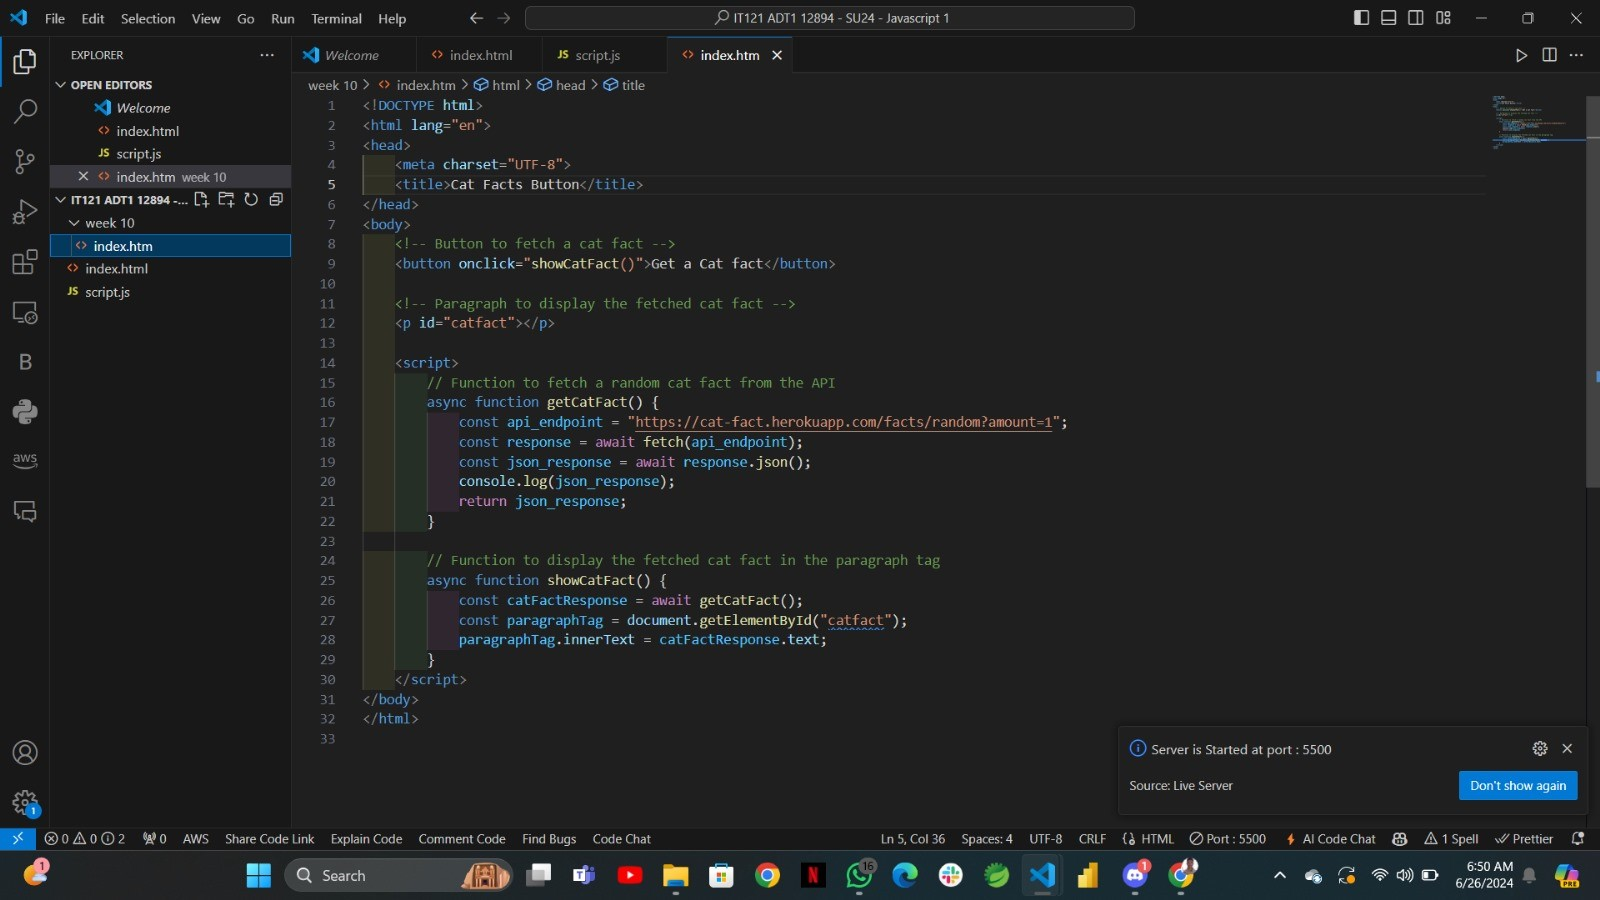 File Edit Selection View Go Run Terminal Help
IT121 ADT1 12894 - SU24 - Javascript 1
EXPLORER
OPEN EDITORS
Welcome
index.html
JS script.js
index.htm week 10
IT121 ADT1 12894 -...
week 10
index.htm
index.html
JS script.js
B
aws
1
Welcome
index.html
JS script.js
index.htm
week 10 > index.htm > html > head > title
1 <!DOCTYPE html>
2 <html lang="en">
3 <head>
4 <meta charset="UTF-8">
5 <title>Cat Facts Button</title>
6 </head>
7 <body>
8 <!-- Button to fetch a cat fact -->
9 <button onclick="showCatFact()">Get a Cat fact</button>
10
11 <!-- Paragraph to display the fetched cat fact -->
12 <p id="catfact"></p>
13
14 <script>
15 // Function to fetch a random cat fact from the API
16 async function getCatFact() {
17 const api_endpoint = "https://cat-fact.herokuapp.com/facts/random?amount=1";
18 const response = await fetch(api_endpoint);
19 const json_response = await response.json();
20 console.log(json_response);
21 return json_response;
22 }
23
24 // Function to display the fetched cat fact in the paragraph tag
25 async function showCatFact() {
26 const catFactResponse = await getCatFact();
27 const paragraphTag = document.getElementById("catfact");
28 paragraphTag.innerText = catFactResponse.text;
29 }
30 </script>
31 </body>
32 </html>
33
Server is Started at port : 5500
Source: Live Server
Don't show again
0 0 2 0 AWS Share Code Link Explain Code Comment Code Find Bugs Code Chat
Ln 5, Col 36 Spaces: 4 UTF-8 CRLF {} HTML Port : 5500 AI Code Chat 1 Spell Prettier
1
Search
16
1
6:50 AM
6/26/2024
PRE